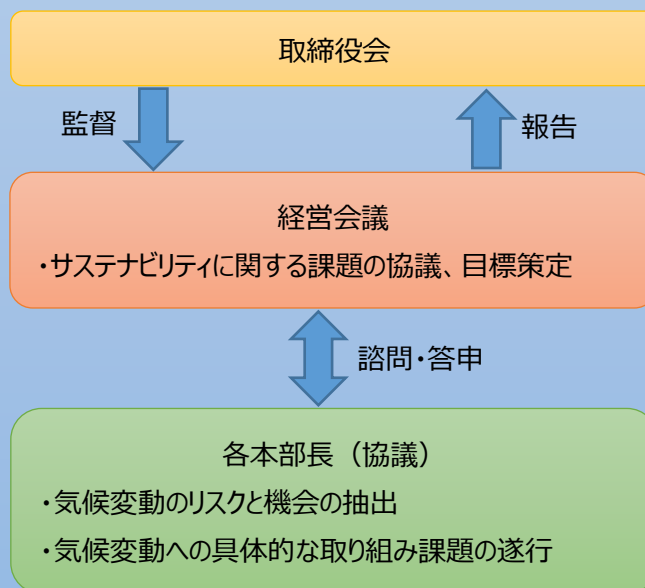 取締役会
監督
報告
経営会議
・サステナビリティに関する課題の協議、目標策定
諮問・答申
各本部長（協議）
・気候変動のリスクと機会の抽出
・気候変動への具体的な取り組み課題の遂行